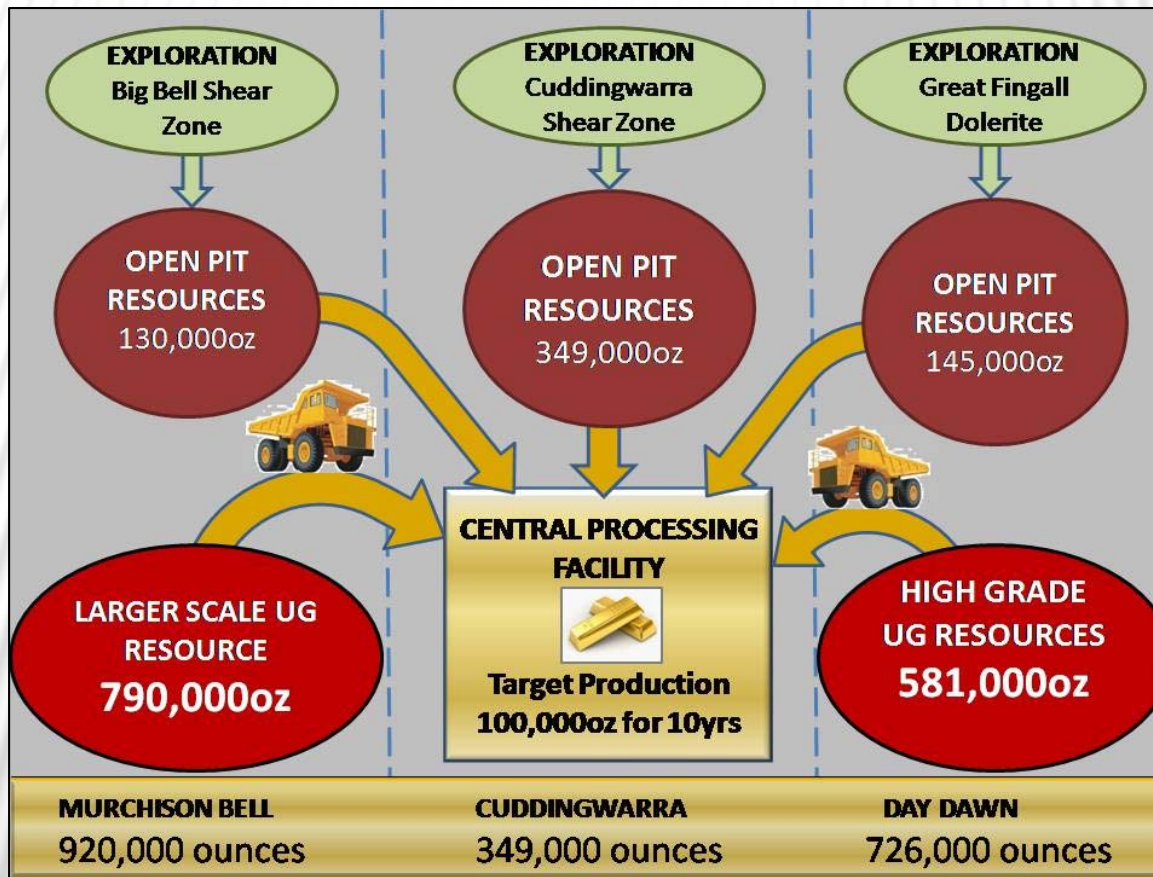 EXPLORATION
Big Bell Shear
Zone
EXPLORATION
Cuddingwarra
Shear Zone
EXPLORATION
Great Fingall
Dolerite
OPEN PIT
RESOURCES
130,000oz
OPEN PIT
RESOURCES
349,000oz
OPEN PIT
RESOURCES
145,000oz
LARGER SCALE UG
RESOURCE
790,000oz
CENTRAL PROCESSING
FACILITY
Target Production
100,000oz for 10yrs
HIGH GRADE
UG RESOURCES
581,000oz
MURCHISON BELL
920,000 ounces
CUDDINGWARRA
349,000 ounces
DAY DAWN
726,000 ounces